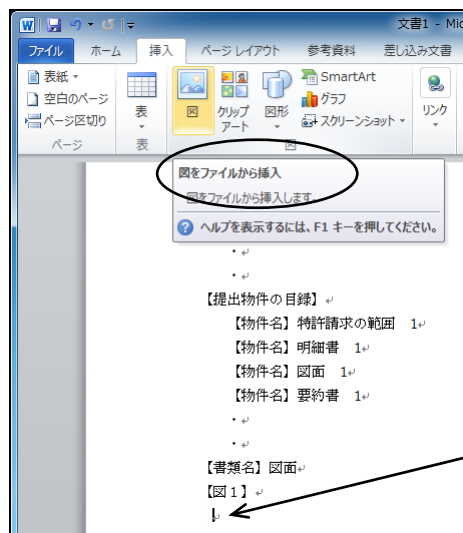 文書1 - Mic
ファイル ホーム 挿入 ページ レイアウト 参考資料 差し込み文書
表紙
空白のページ
ページ区切り
ページ
表
表
図
クリップ
アート
図形
SmartArt
グラフ
スクリーンショット
図
リンク
図をファイルから挿入
図をファイルから挿入します。
ヘルプを表示するには、F1 キーを押してください。
・
・
【提出物件の目録】
【物件名】特許請求の範囲 1
【物件名】明細書 1
【物件名】図面 1
【物件名】要約書 1
・
・
【書類名】図面
【図1】